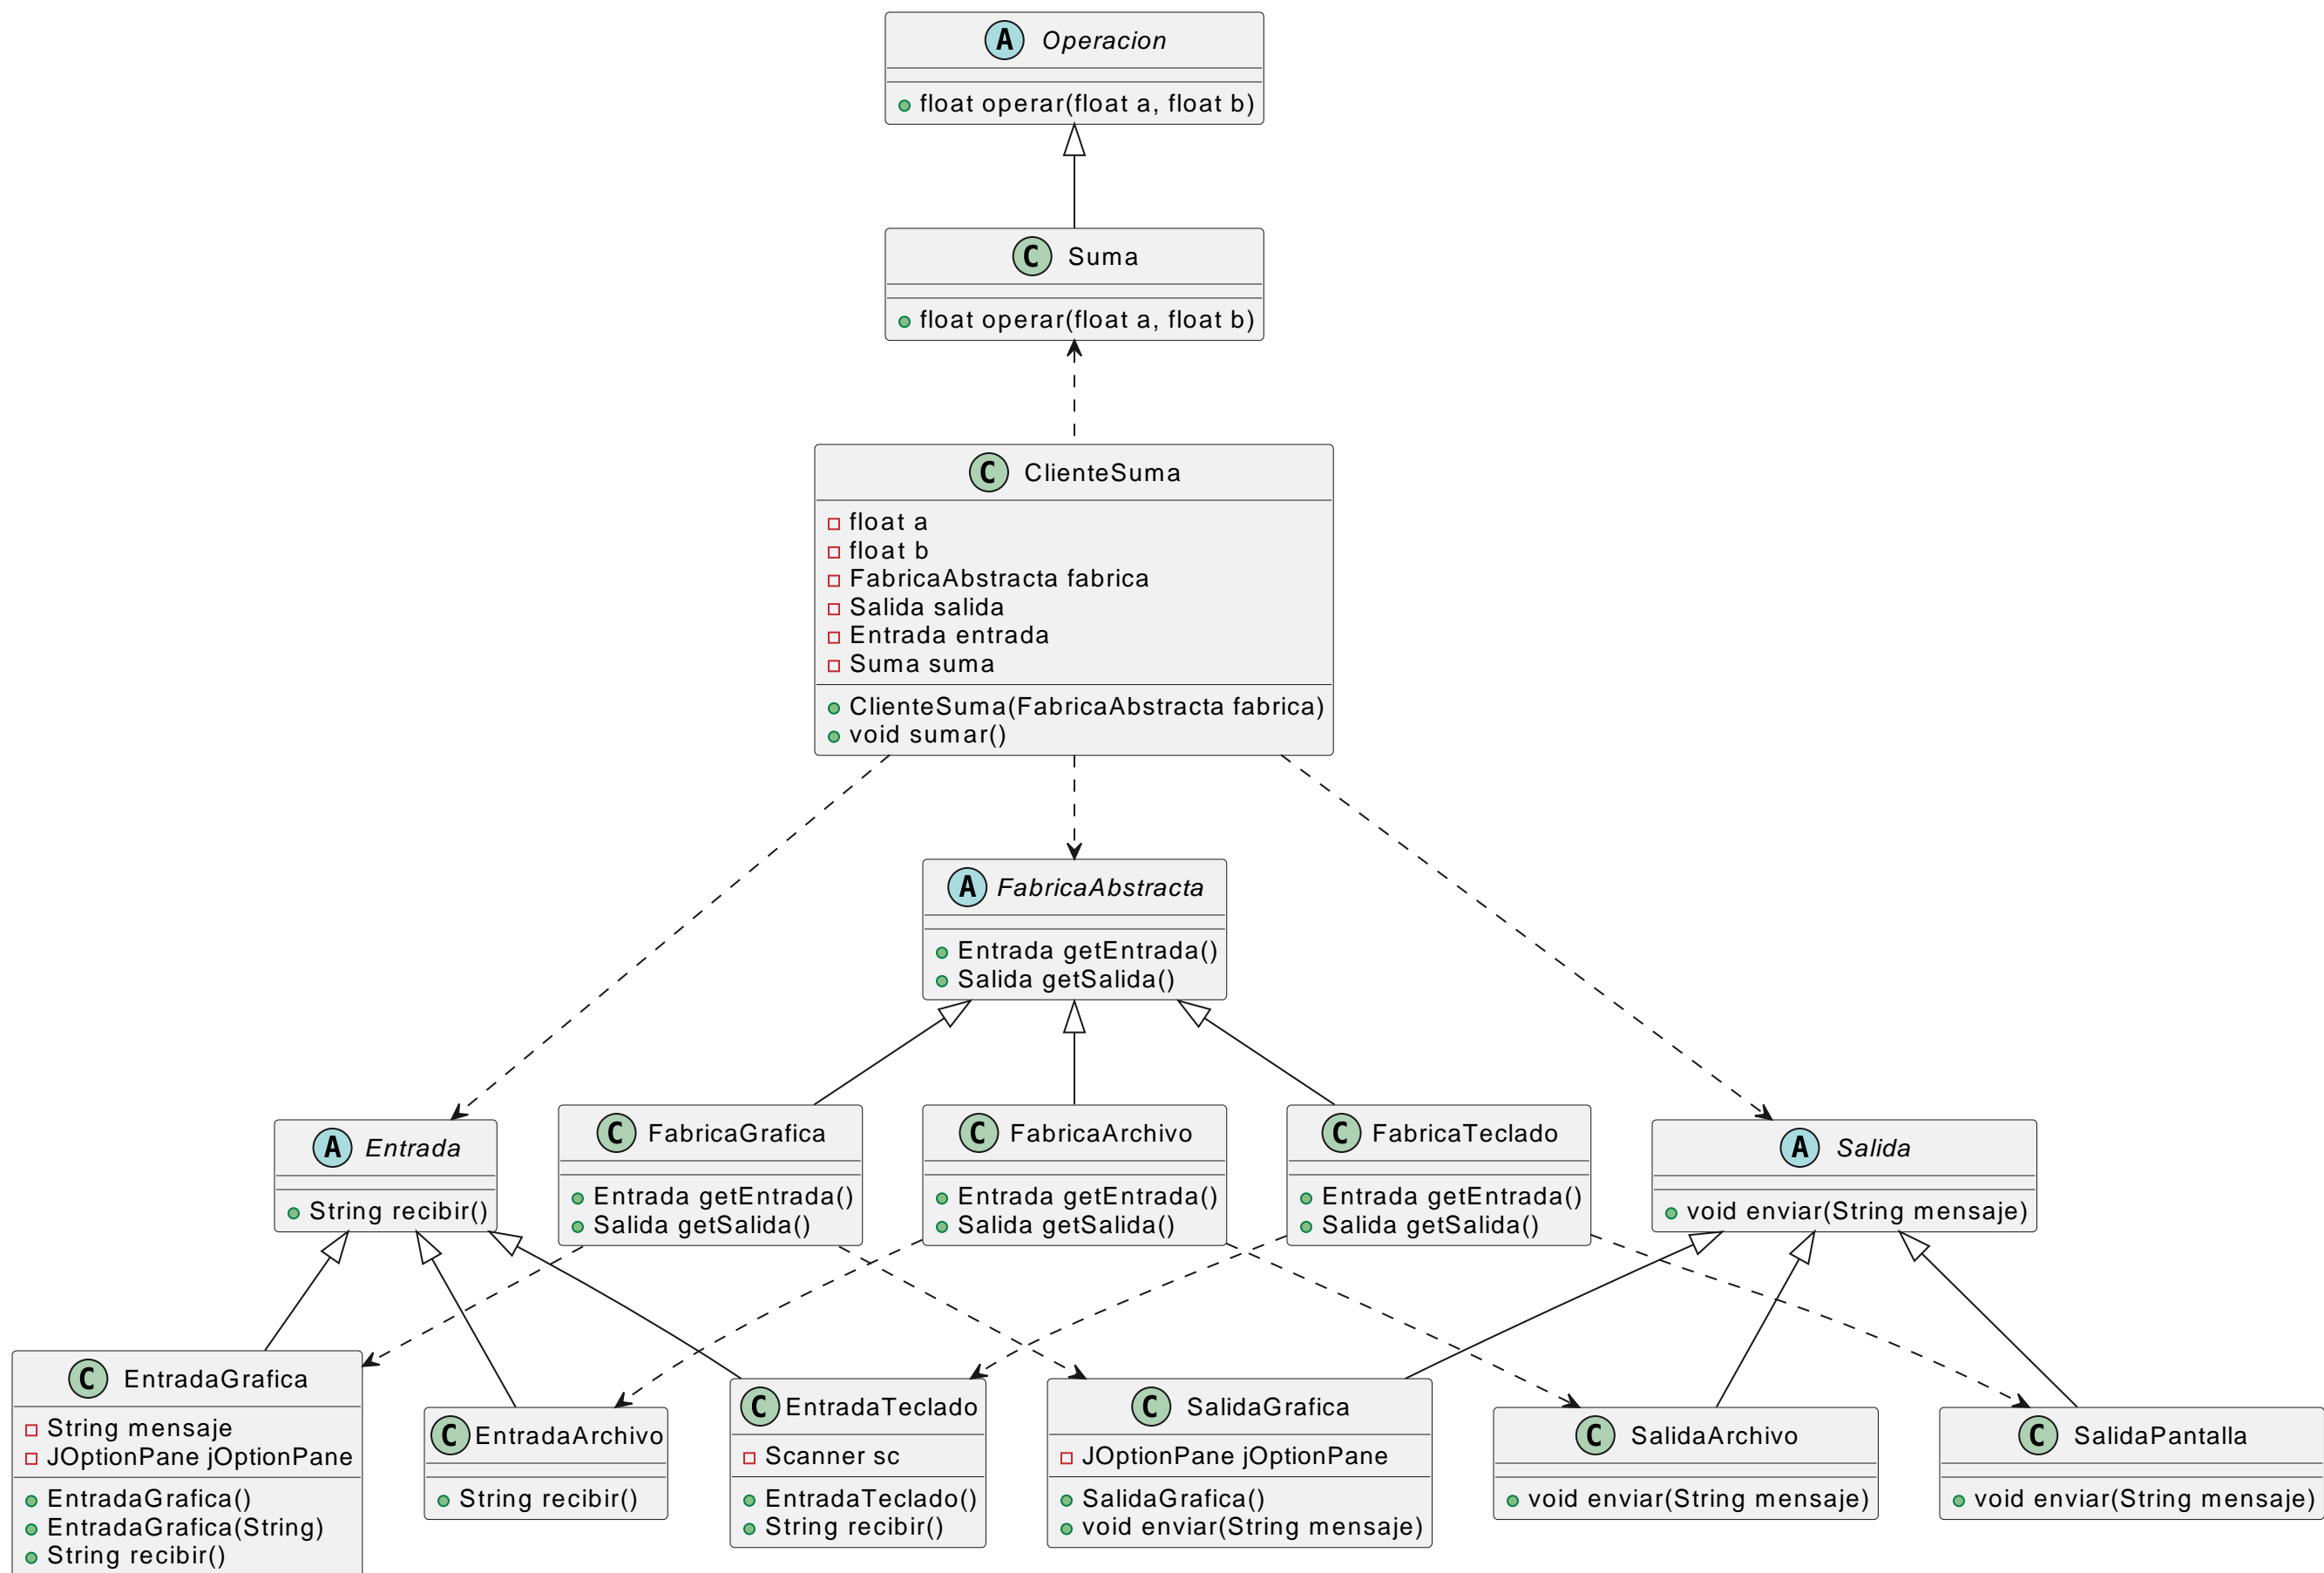 A Operacion
float operar(float a, float b)
C Suma
float operar(float a, float b)
C ClienteSuma
float a
float b
FabricaAbstracta fabrica
Salida salida
Entrada entrada
Suma suma
ClienteSuma(FabricaAbstracta fabrica)
void sumar()
A FabricaAbstracta
Entrada getEntrada()
Salida getSalida()
A Entrada
String recibir()
C FabricaGrafica
Entrada getEntrada()
Salida getSalida()
C FabricaArchivo
Entrada getEntrada()
Salida getSalida()
C FabricaTeclado
Entrada getEntrada()
Salida getSalida()
A Salida
void enviar(String mensaje)
C EntradaGrafica
String mensaje
JOptionPane jOptionPane
EntradaGrafica()
EntradaGrafica(String)
String recibir()
C EntradaArchivo
String recibir()
C EntradaTeclado
Scanner sc
EntradaTeclado()
String recibir()
C SalidaGrafica
JOptionPane jOptionPane
SalidaGrafica()
void enviar(String mensaje)
C SalidaArchivo
void enviar(String mensaje)
C SalidaPantalla
void enviar(String mensaje)